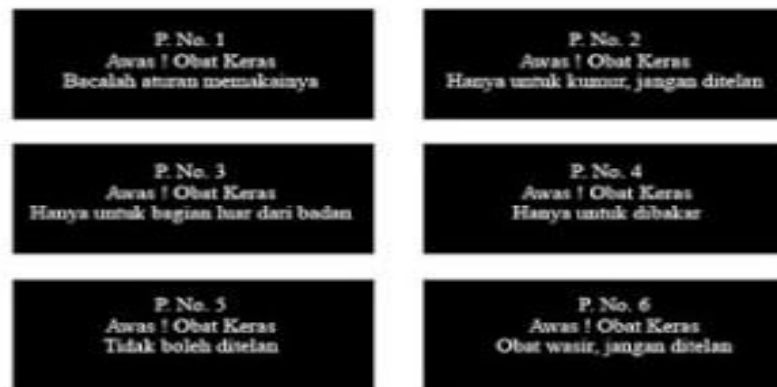 P. No. 1
Awas ! Obat Keras
Bacalah aturan memakainya
P. No. 2
Awas ! Obat Keras
Hanya untuk kumur, jangan ditelan
P. No. 3
Awas ! Obat Keras
Hanya untuk bagian luar dari badan
P. No. 4
Awas ! Obat Keras
Hanya untuk dibakar
P. No. 5
Awas ! Obat Keras
Tidak boleh ditelan
P. No. 6
Awas ! Obat Keras
Obat wasir, jangan ditelan